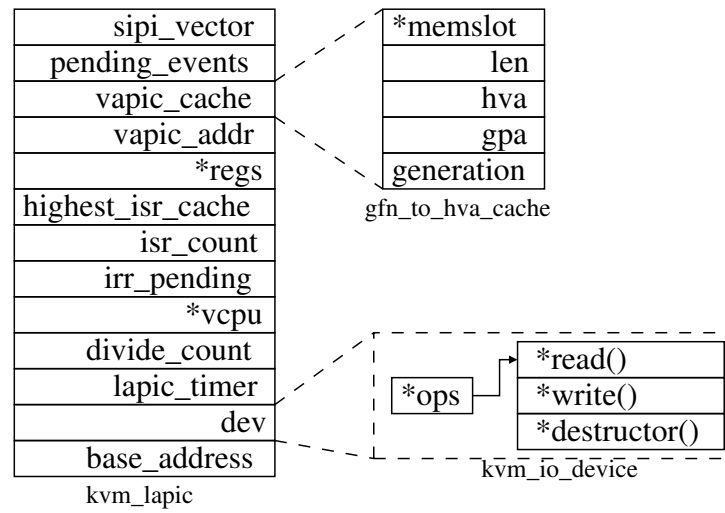 sipi_vector
pending_events
vapic_cache
vapic_addr
*regs
highest_isr_cache
isr_count
irr_pending
*vcpu
divide_count
lapic_timer
dev
base_address
kvm_lapic
*memslot
len
hva
gpa
generation
gfn_to_hva_cache
*ops
*read()
*write()
*destructor()
kvm_io_device